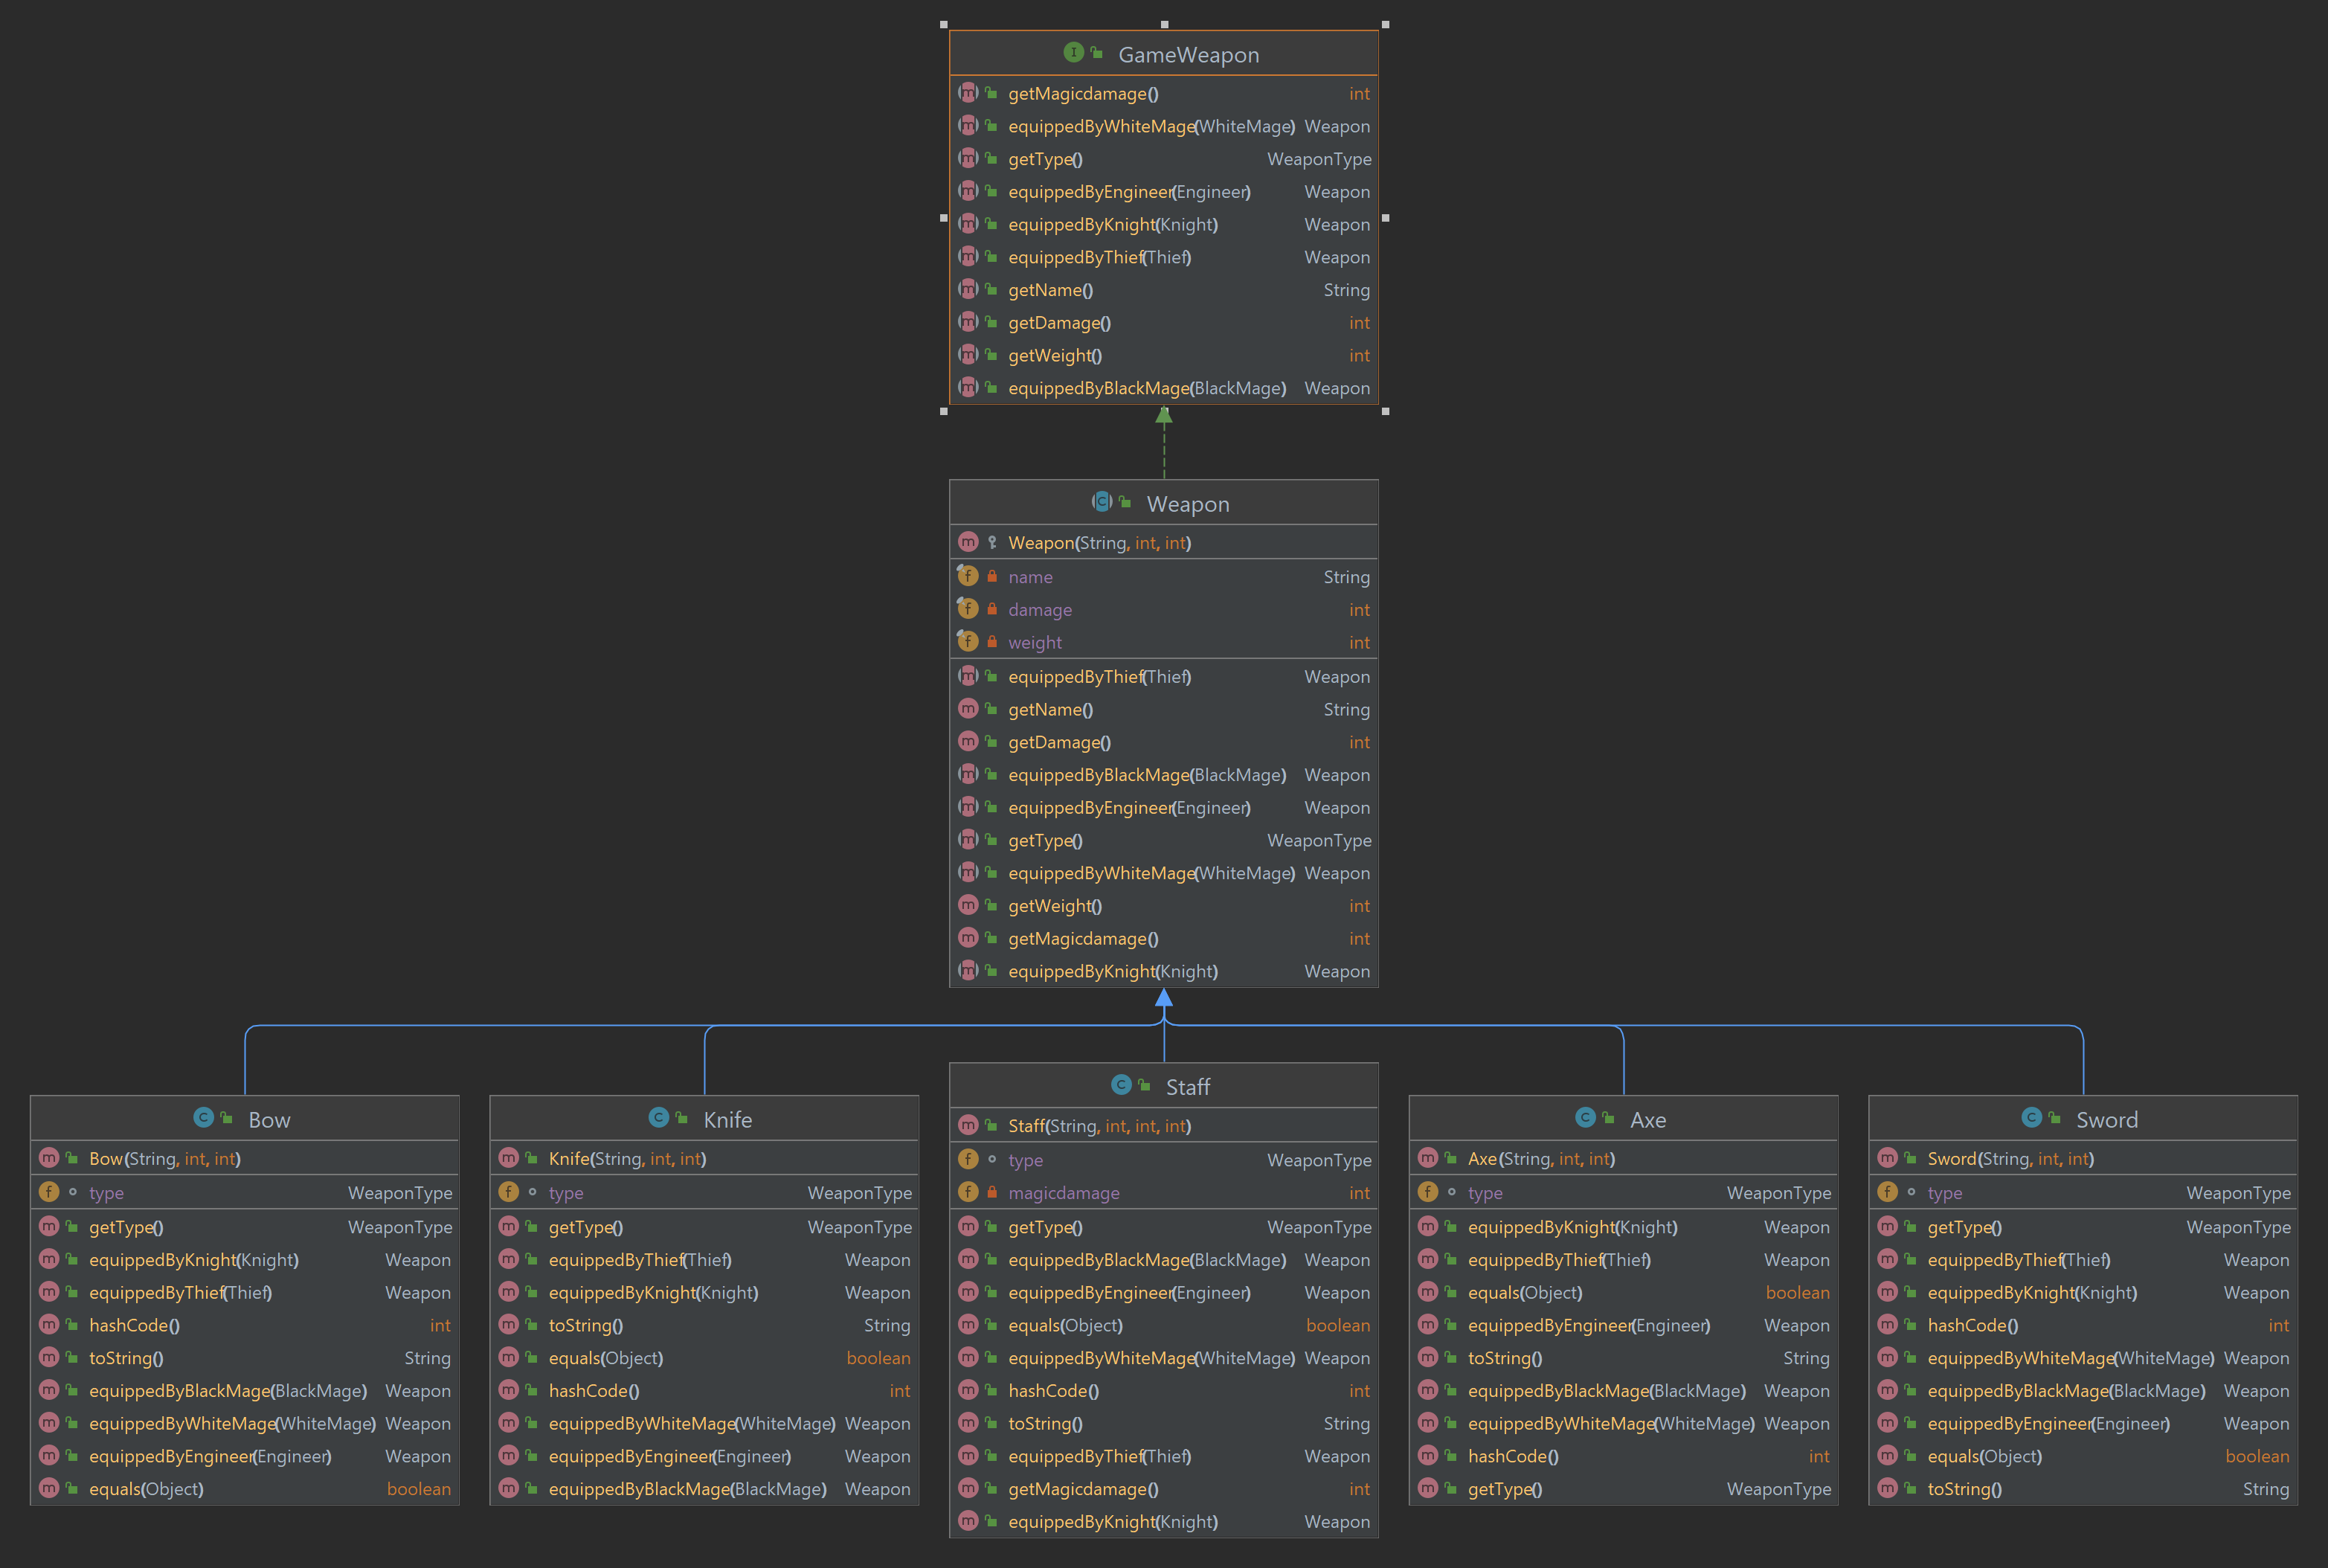 GameWeapon
getMagicdamage() int
equippedByWhiteMage(WhiteMage) Weapon
getType() WeaponType
equippedByEngineer(Engineer) Weapon
equippedByKnight(Knight) Weapon
equippedByThief(Thief) Weapon
getName() String
getDamage() int
getWeight() int
equippedByBlackMage(BlackMage) Weapon
Weapon
Weapon(String, int, int)
name String
damage int
weight int
equippedByThief(Thief) Weapon
getName() String
getDamage() int
equippedByBlackMage(BlackMage) Weapon
equippedByEngineer(Engineer) Weapon
getType() WeaponType
equippedByWhiteMage(WhiteMage) Weapon
getWeight() int
getMagicdamage() int
equippedByKnight(Knight) Weapon
Bow
Bow(String, int, int)
type WeaponType
getType() WeaponType
equippedByKnight(Knight) Weapon
equippedByThief(Thief) Weapon
hashCode() int
toString() String
equippedByBlackMage(BlackMage) Weapon
equippedByWhiteMage(WhiteMage) Weapon
equippedByEngineer(Engineer) Weapon
equals(Object) boolean
Knife
Knife(String, int, int)
type WeaponType
getType() WeaponType
equippedByThief(Thief) Weapon
equippedByKnight(Knight) Weapon
toString() String
equals(Object) boolean
hashCode() int
equippedByWhiteMage(WhiteMage) Weapon
equippedByEngineer(Engineer) Weapon
equippedByBlackMage(BlackMage) Weapon
Staff
Staff(String, int, int, int)
type WeaponType
magicdamage int
getType() WeaponType
equippedByBlackMage(BlackMage) Weapon
equippedByEngineer(Engineer) Weapon
equals(Object) boolean
equippedByWhiteMage(WhiteMage) Weapon
hashCode() int
toString() String
equippedByThief(Thief) Weapon
getMagicdamage() int
equippedByKnight(Knight) Weapon
Axe
Axe(String, int, int)
type WeaponType
equippedByKnight(Knight) Weapon
equippedByThief(Thief) Weapon
equals(Object) boolean
equippedByEngineer(Engineer) Weapon
toString() String
equippedByBlackMage(BlackMage) Weapon
equippedByWhiteMage(WhiteMage) Weapon
hashCode() int
getType() WeaponType
Sword
Sword(String, int, int)
type WeaponType
getType() WeaponType
equippedByThief(Thief) Weapon
equippedByKnight(Knight) Weapon
hashCode() int
equippedByWhiteMage(WhiteMage) Weapon
equippedByBlackMage(BlackMage) Weapon
equippedByEngineer(Engineer) Weapon
equals(Object) boolean
toString() String